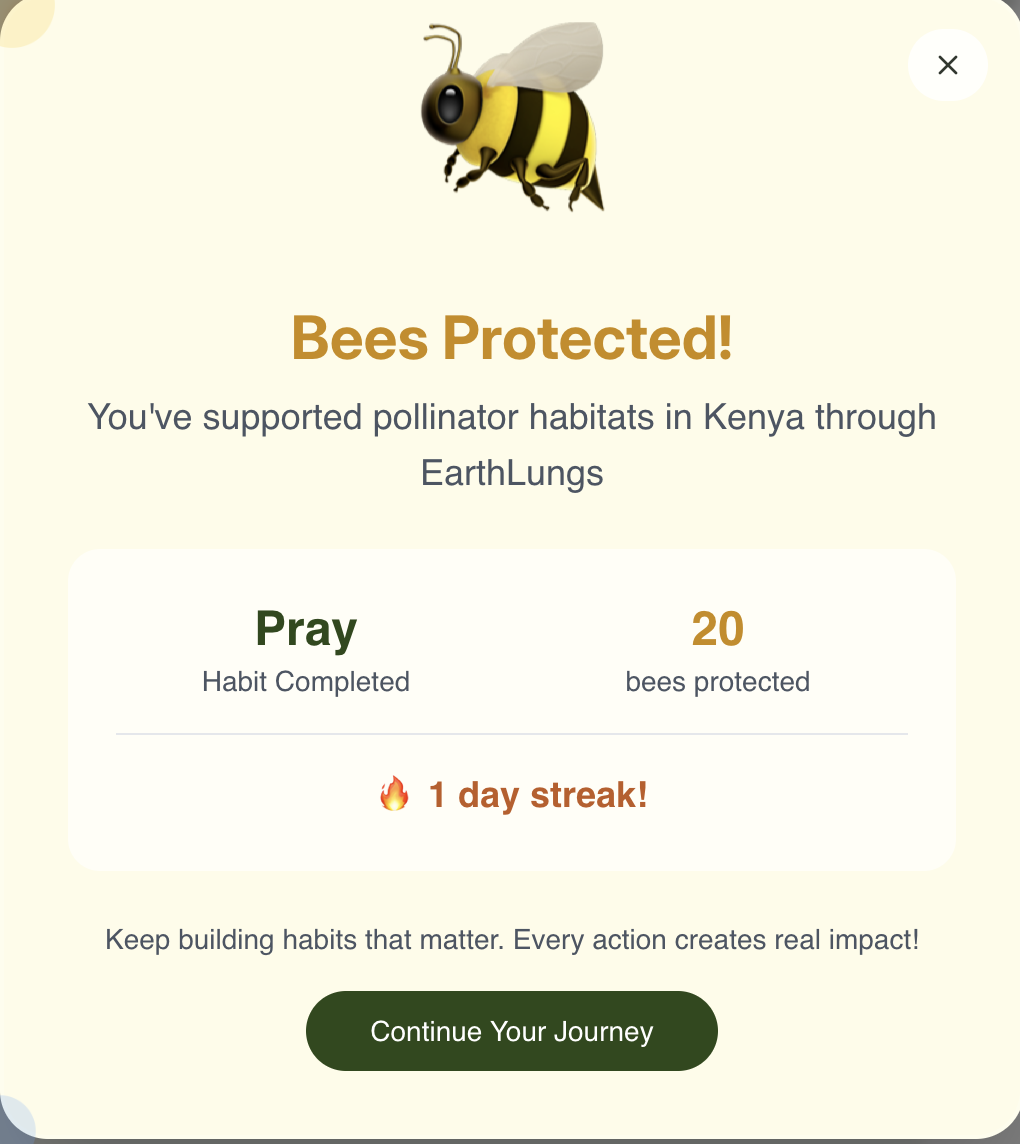 Bees Protected!
You've supported pollinator habitats in Kenya through
EarthLungs
Pray
Habit Completed
20
bees protected
🔥 1 day streak!
Keep building habits that matter. Every action creates real impact!
Continue Your Journey